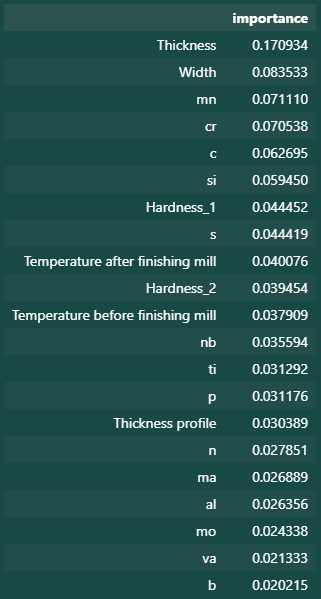 importance
Thickness 0.170934
Width 0.083533
mn 0.071110
cr 0.070538
c 0.062695
si 0.059450
Hardness_1 0.044452
s 0.044419
Temperature after finishing mill 0.040076
Hardness_2 0.039454
Temperature before finishing mill 0.037909
nb 0.035594
ti 0.031292
p 0.031176
Thickness profile 0.030389
n 0.027851
ma 0.026889
al 0.026356
mo 0.024338
va 0.021333
b 0.020215